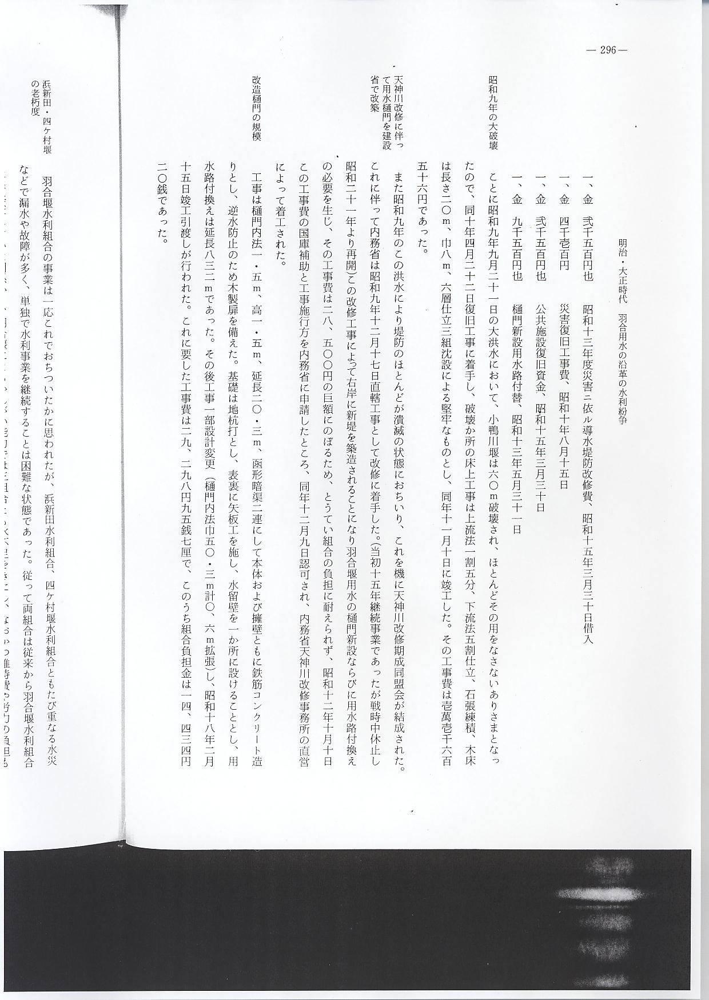 ― 296 ―
明治・大正時代　羽合用水の沿革の水利紛争
一、金　弐千五百円也　昭和十三年度災害ニ依ル導水堤防改修費、昭和十五年三月三十日借入
一、金　四千壱百円　災害復旧工事費、昭和十年八月十五日
一、金　弐千五百円也　公共施設復旧資金、昭和十五年三月三十日
一、金　九千五百円也　樋門新設用水路付替、昭和十三年五月三十一日
昭和九年の大破壊
ことに昭和九年九月二十一日の大洪水において、小鴨川堰は六〇ｍ破壊され、ほとんどその用をなさないありさまとなっ
たので、同十年四月二十二日復旧工事に着手し、破壊か所の床上工事は上流法一割五分、下流法五割仕立、石張練積、木床
は長さ二〇ｍ、巾八ｍ、六層仕立三組沈設による堅牢なものとし、同年十一月十日に竣工した。その工事費は壱萬壱千六百
五十六円であった。
天神川改修に伴っ
て用水樋門を建設
省で改築
また昭和九年のこの洪水により堤防のほとんどが潰滅の状態におちいり、これを機に天神川改修期成同盟会が結成された。
これに伴って内務省は昭和九年十二月十七日直轄工事として改修に着手した。（当初十五年継続事業であったが戦時中休止し
昭和二十一年より再開）この改修工事によって右岸に新堤を築造されることになり羽合堰用水の樋門新設ならびに用水路付換え
の必要を生じ、その工事費は二八、五〇〇円の巨額にのぼるため、とうてい組合の負担に耐えられず、昭和十二年十月十日
この工事費の国庫補助と工事施行方を内務省に申請したところ、同年十二月九日認可され、内務省天神川改修事務所の直営
によって着工された。
改造樋門の規模
工事は樋門内法一・五ｍ、高一・五ｍ、延長二〇・三ｍ、函形暗渠二連にして本体および擁壁ともに鉄筋コンクリート造
りとし、逆水防止のため木製扉を備えた。基礎は地杭打とし、表裏に矢板工を施し、水留壁を一か所に設けることとし、用
水路付換えは延長八三二ｍであった。その後工事一部設計変更（樋門内法巾五〇・三ｍ計〇、六ｍ拡張）し、昭和十八年二月
十五日竣工引渡しが行われた。これに要した工事費は二九、二九八円九五銭七厘で、このうち組合負担金は一四、四三四円
二〇銭であった。
浜新田・四ケ村堰
の老朽度
羽合堰水利組合の事業は一応これでおちついたかに思われたが、浜新田水利組合、四ケ村堰水利組合ともたび重なる水災
などで漏水や故障が多く、単独で水利事業を継続することは困難な状態であった。従って両組合は従来から羽合堰水利組合